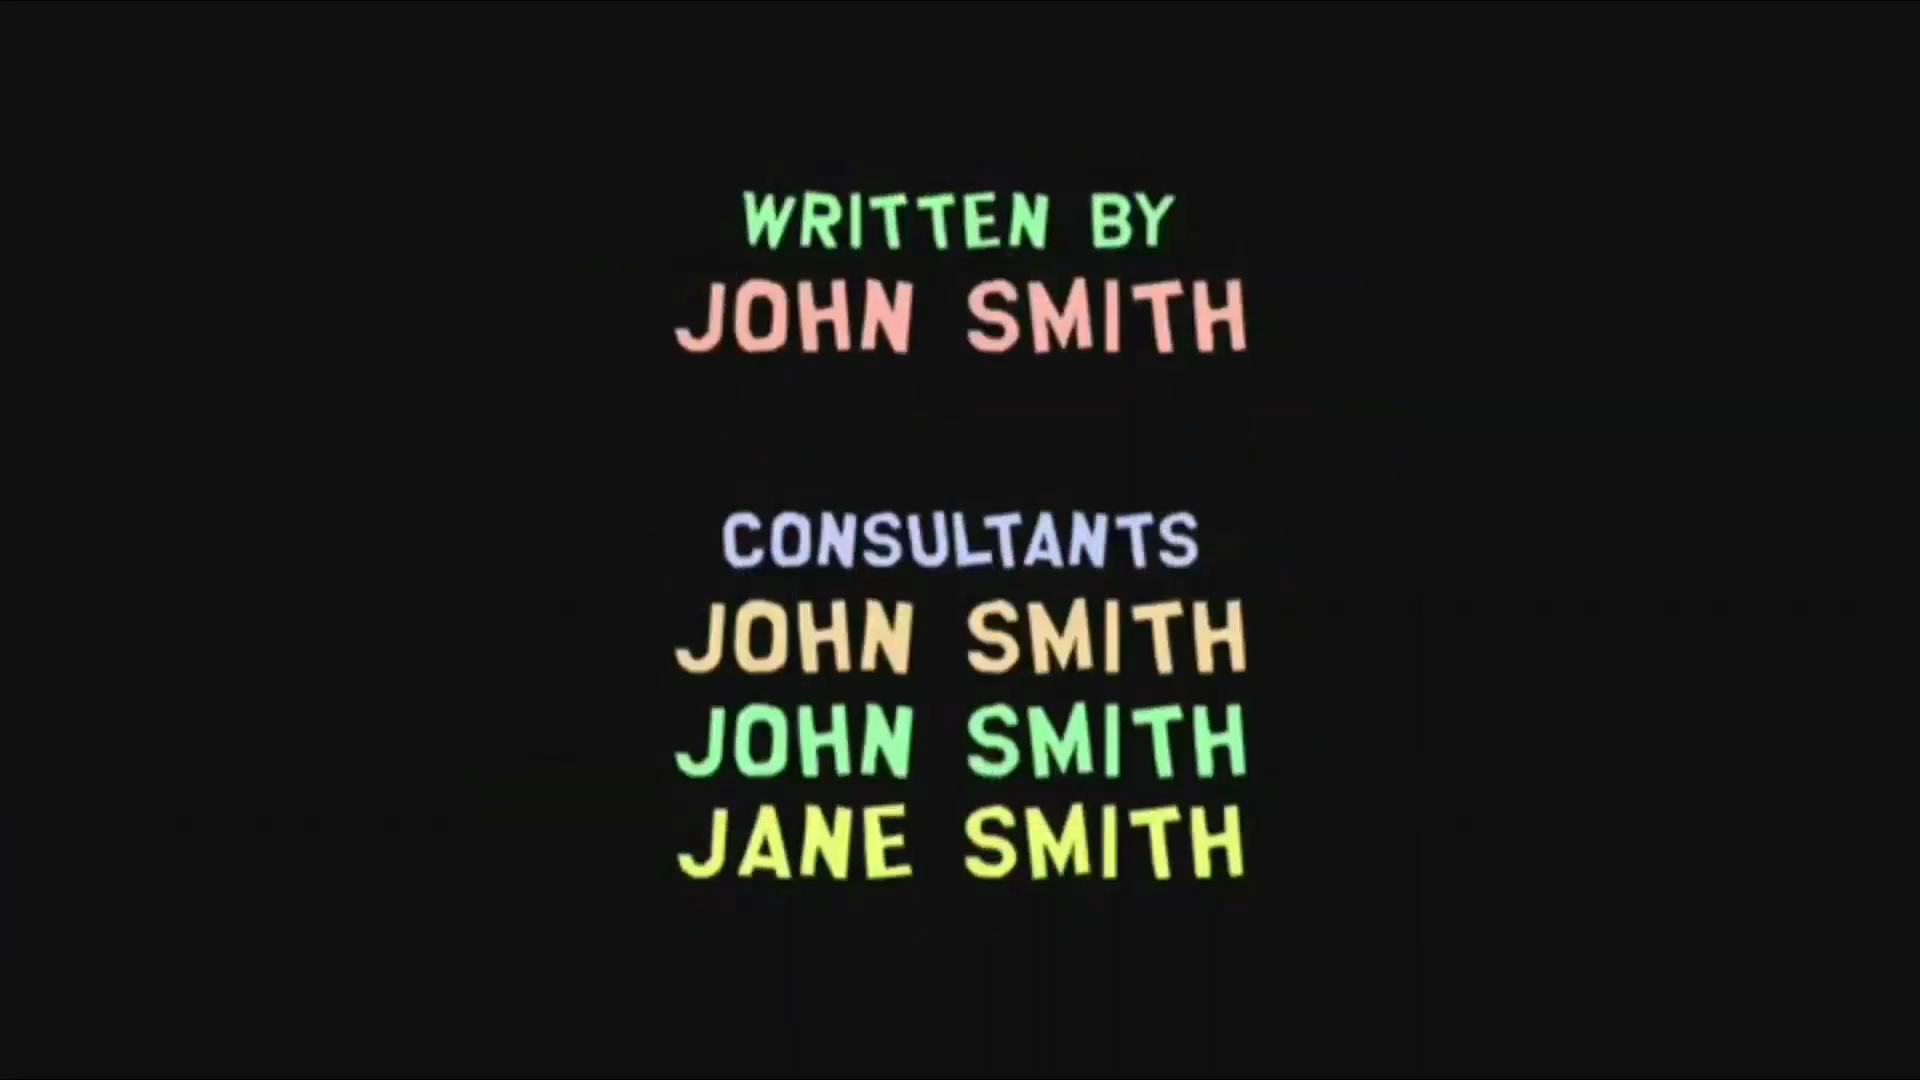 WRITTEN BY
JOHN SMITH
CONSULTANTS
JOHN SMITH
JOHN SMITH
JANE SMITH